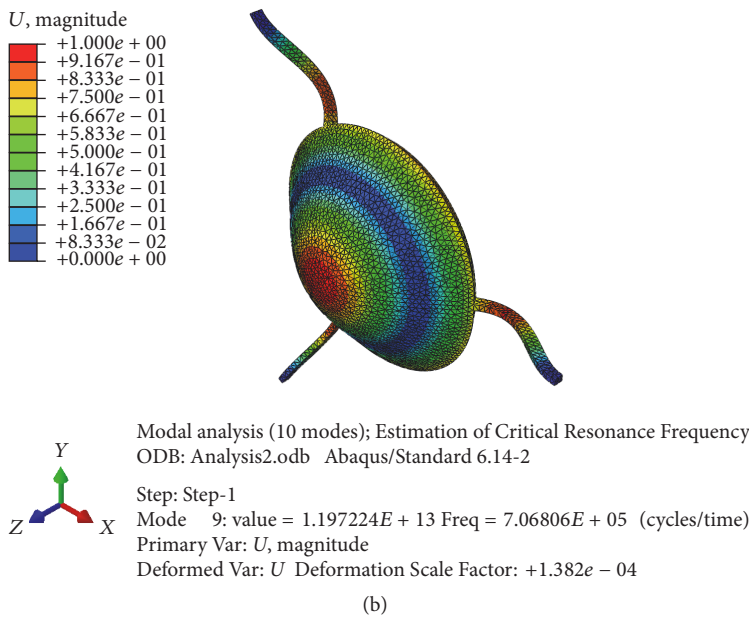 U, magnitude
+1.000e + 00
+9.167e − 01
+8.333e − 01
+7.500e − 01
+6.667e − 01
+5.833e − 01
+5.000e − 01
+4.167e − 01
+3.333e − 01
+2.500e − 01
+1.667e − 01
+8.333e − 02
+0.000e + 00
Modal analysis (10 modes); Estimation of Critical Resonance Frequency
ODB: Analysis2.odb Abaqus/Standard 6.14-2
Y
Z
X
Step: Step-1
Mode 9: value = 1.197224E + 13 Freq = 7.06806E + 05 (cycles/time)
Primary Var: U, magnitude
Deformed Var: U Deformation Scale Factor: +1.382e − 04
(b)